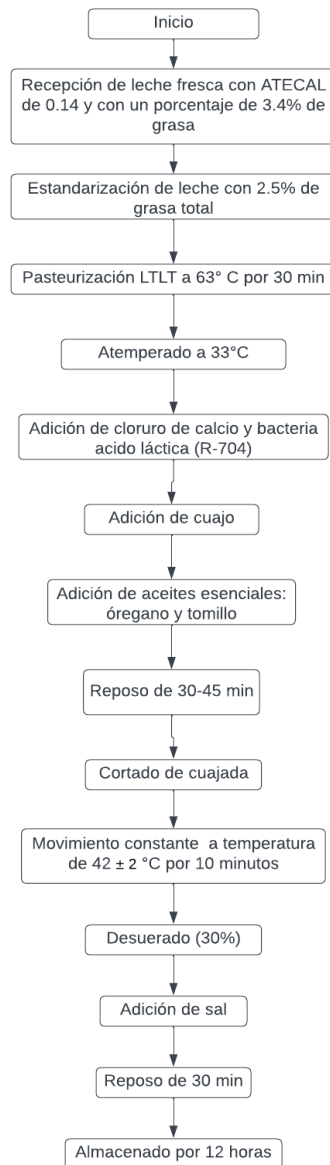 Inicio
Recepción de leche fresca con ATECAL
de 0.14 y con un porcentaje de 3.4% de
grasa
Estandarización de leche con 2.5% de
grasa total
Pasteurización LTLT a 63° C por 30 min
Atemperado a 33°C
Adición de cloruro de calcio y bacteria
acido láctica (R-704)
Adición de cuajo
Adición de aceites esenciales:
óregano y tomillo
Reposo de 30-45 min
Cortado de cuajada
Movimiento constante a temperatura
de 42 ± 2 °C por 10 minutos
Desuerado (30%)
Adición de sal
Reposo de 30 min
Almacenado por 12 horas